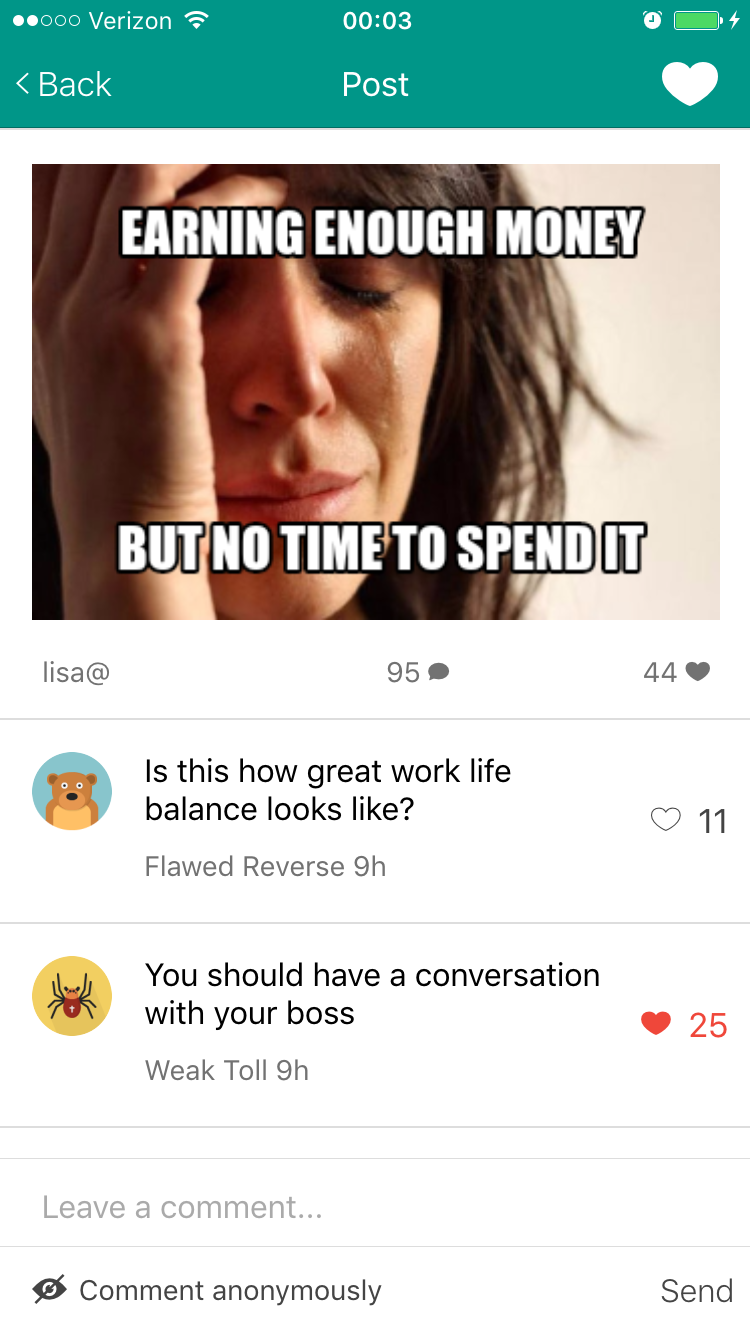 Verizon 00:03
Back Post
EARNING ENOUGH MONEY
BUT NO TIME TO SPEND IT
lisa@ 95 44
Is this how great work life
balance looks like?
11
Flawed Reverse 9h
You should have a conversation
with your boss
25
Weak Toll 9h
Leave a comment...
Comment anonymously Send